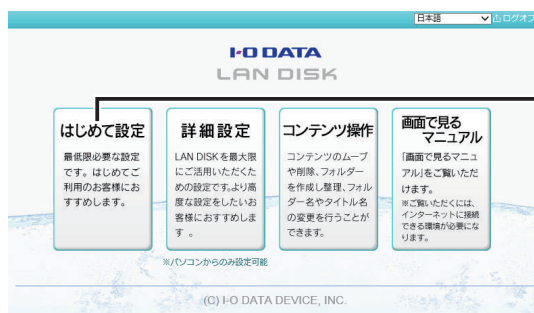 日本語 ログオフ
I-O DATA
LAN DISK
はじめて設定
最低限必要な設定
です。はじめてご
利用のお客様にお
すすめします。
詳細設定
LAN DISKを最大限
にご活用いただくた
めの設定です。より高
度な設定をしたいお
客様におすすめしま
す。
コンテンツ操作
コンテンツのムーブ
や削除、フォルダー
を作成し整理、フォル
ダー名やタイトル名
の変更を行うことが
できます。
画面で見る
マニュアル
「画面で見るマニュ
アル」をご覧いただ
けます。
※ご覧いただくには、
インターネットに接続
できる環境が必要にな
ります。
※パソコンからのみ設定可能
(C) I-O DATA DEVICE, INC.